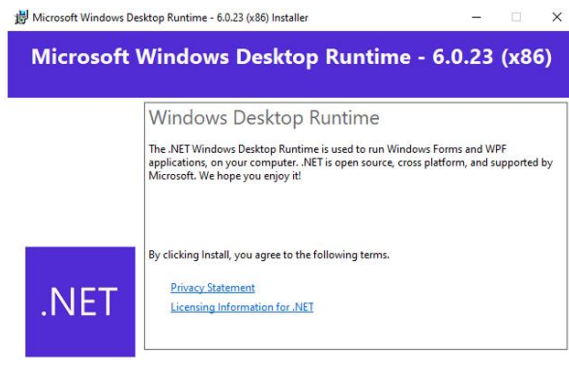 Microsoft Windows Desktop Runtime - 6.0.23 (x86) Installer
Microsoft Windows Desktop Runtime - 6.0.23 (x86)
Windows Desktop Runtime
The .NET Windows Desktop Runtime is used to run Windows Forms and WPF
applications, on your computer. .NET is open source, cross platform, and supported by
Microsoft. We hope you enjoy it!
By clicking Install, you agree to the following terms.
Privacy Statement
Licensing Information for .NET
.NET